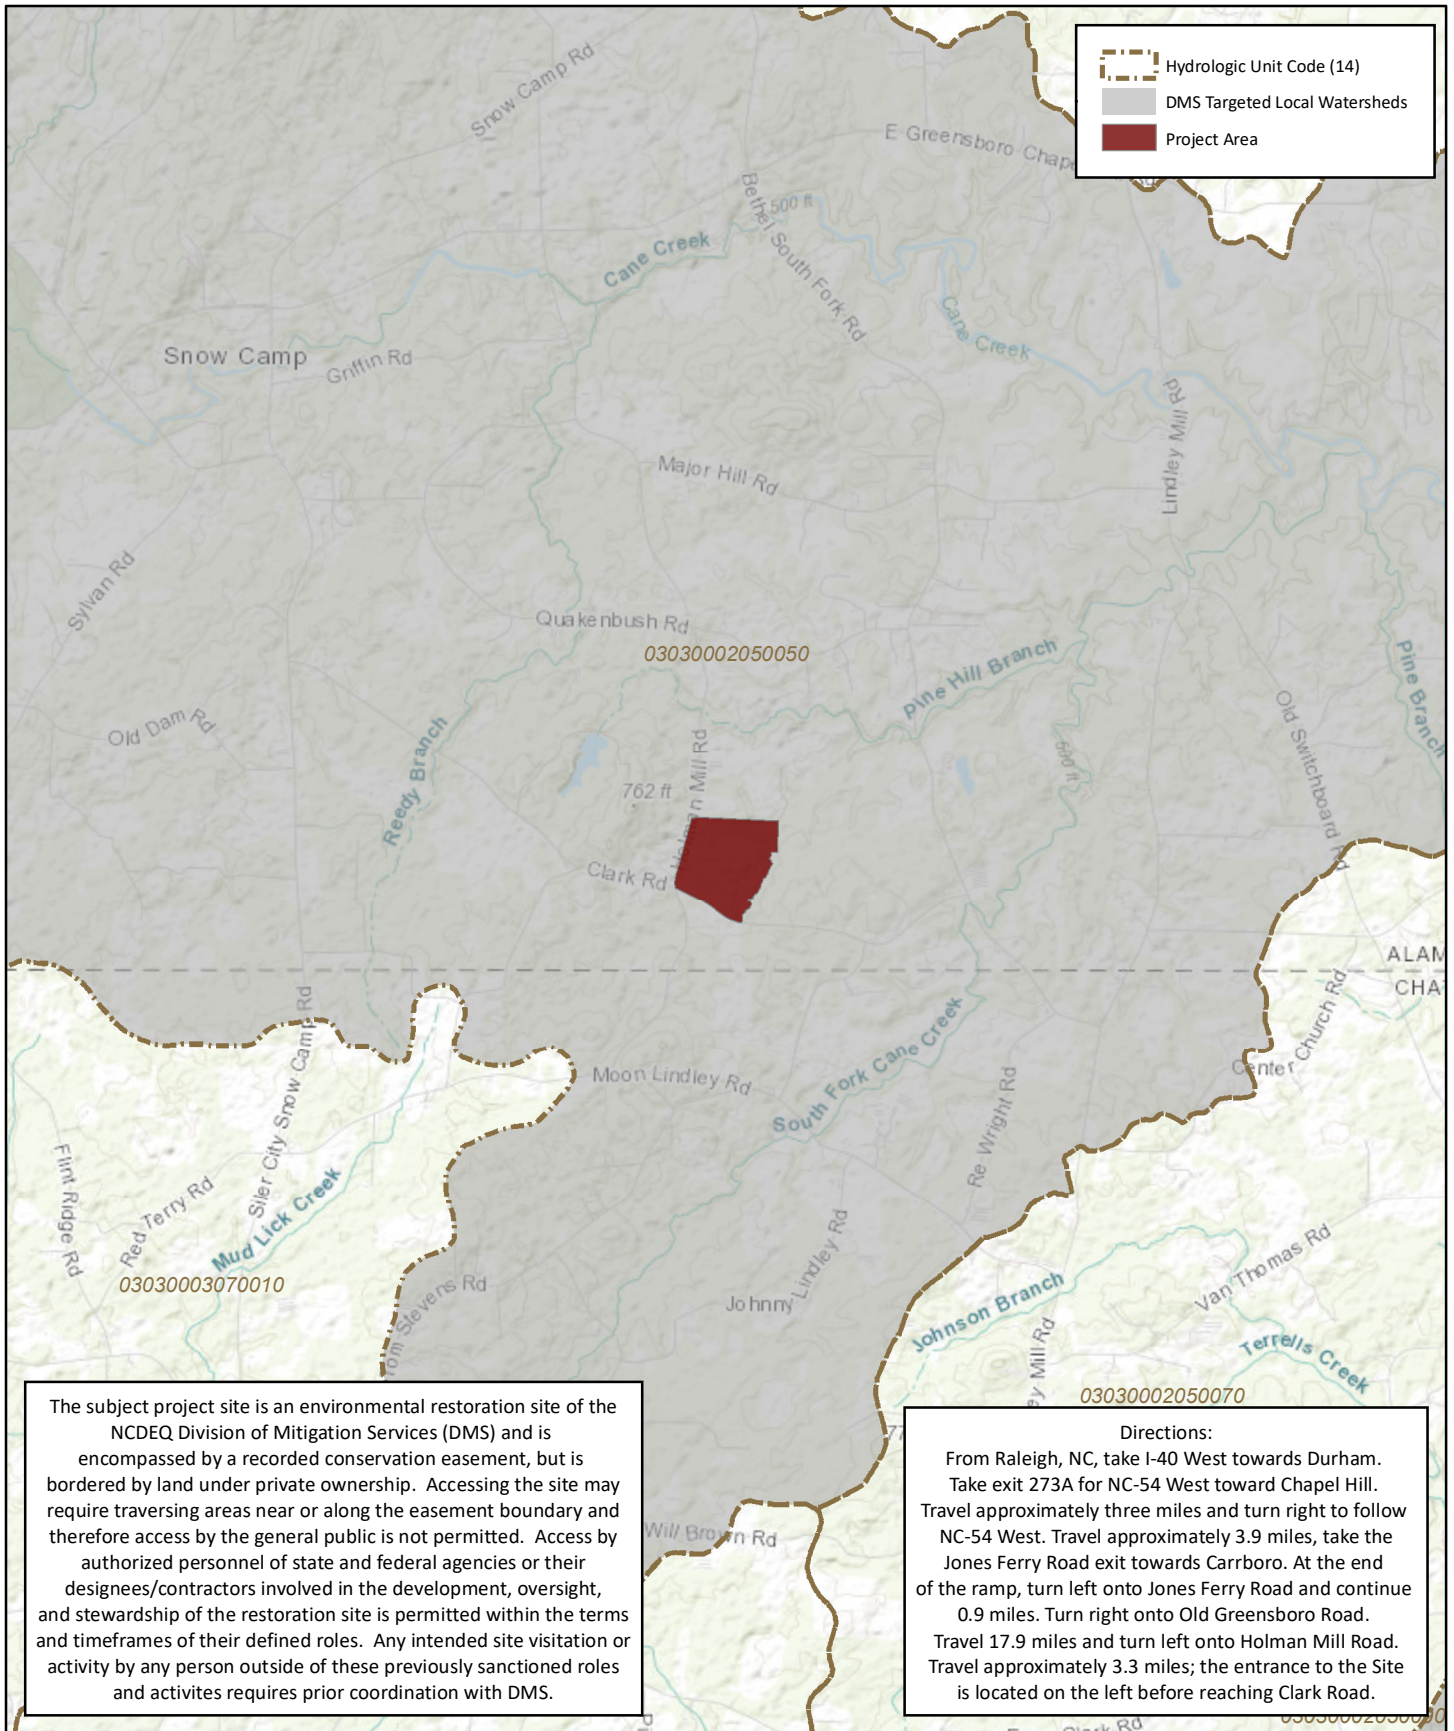 Hydrologic Unit Code (14)
DMS Targeted Local Watersheds
Project Area
Snow Camp Rd
E Greensboro Chap
Bethel South Fork Rd
500 ft
Cane Creek
Cane Creek
Snow Camp
Griffin Rd
Lindley Mill Rd
Major Hill Rd
Sylvan Rd
Quakenbush Rd
03030002050050
Pine Hill Branch
Pine Branch
Old Dam Rd
Old Switchboard Rd
Reedy Branch
500 ft
762 ft
Holman Mill Rd
Clark Rd
ALAM
CHA
Siler City Snow Camp Rd
Center Church Rd
Moon Lindley Rd
South Fork Cane Creek
Re Wright Rd
Flint Ridge Rd
Red Terry Rd
Mud Lick Creek
03030003070010
Johnny Lindley Rd
Van Thomas Rd
Tom Stevens Rd
Johnson Branch
ey Mill Rd
Terrells Creek
03030002050070
77
Will Brown Rd
Clark Rd
The subject project site is an environmental restoration site of the
NCDEQ Division of Mitigation Services (DMS) and is
encompassed by a recorded conservation easement, but is
bordered by land under private ownership. Accessing the site may
require traversing areas near or along the easement boundary and
therefore access by the general public is not permitted. Access by
authorized personnel of state and federal agencies or their
designees/contractors involved in the development, oversight,
and stewardship of the restoration site is permitted within the terms
and timeframes of their defined roles. Any intended site visitation or
activity by any person outside of these previously sanctioned roles
and activites requires prior coordination with DMS.
Directions:
From Raleigh, NC, take I-40 West towards Durham.
Take exit 273A for NC-54 West toward Chapel Hill.
Travel approximately three miles and turn right to follow
NC-54 West. Travel approximately 3.9 miles, take the
Jones Ferry Road exit towards Carrboro. At the end
of the ramp, turn left onto Jones Ferry Road and continue
0.9 miles. Turn right onto Old Greensboro Road.
Travel 17.9 miles and turn left onto Holman Mill Road.
Travel approximately 3.3 miles; the entrance to the Site
is located on the left before reaching Clark Road.